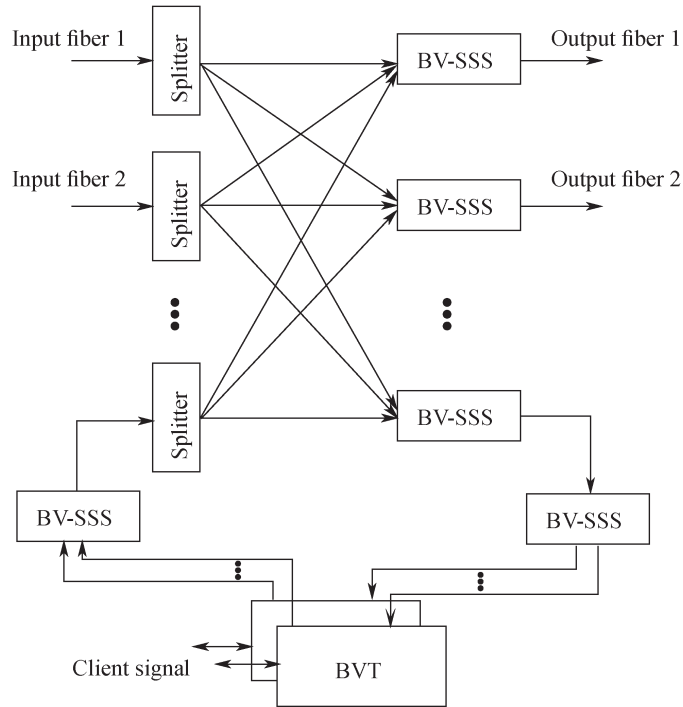 Input fiber 1
Splitter
BV-SSS
Output fiber 1
Input fiber 2
Splitter
BV-SSS
Output fiber 2
Splitter
BV-SSS
BV-SSS
BV-SSS
Client signal
BVT